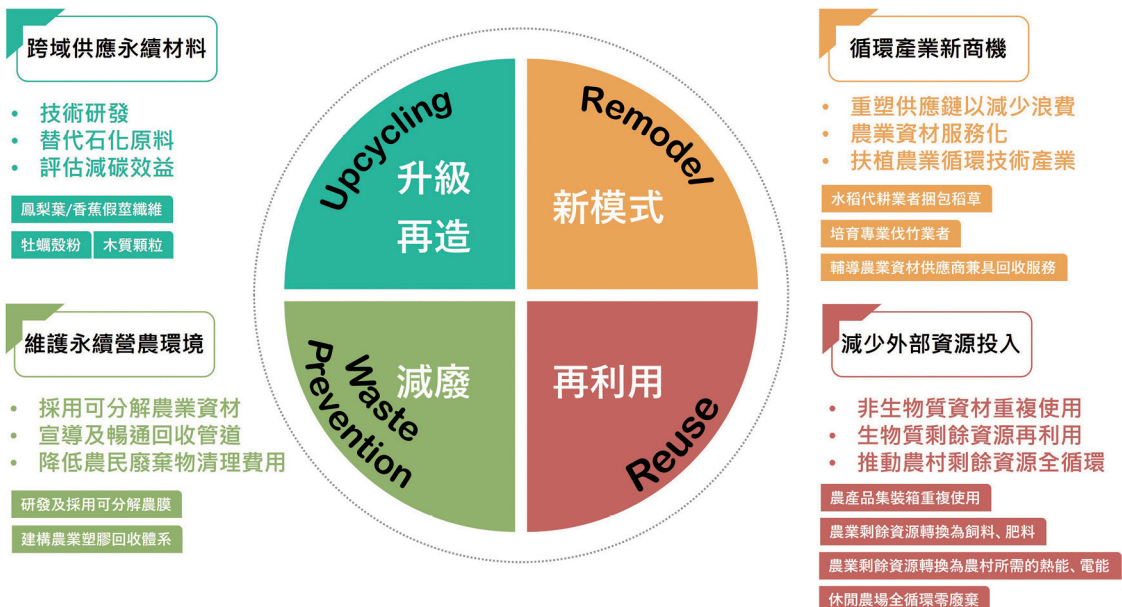 跨域供應永續材料
• 技術研發
• 替代石化原料
• 評估減碳效益
鳳梨葉/香蕉假莖纖維
牡蠣殼粉
木質顆粒
Upcycling
升級
再造
Remodel
新模式
循環產業新商機
• 重塑供應鏈以減少浪費
• 農業資材服務化
• 扶植農業循環技術產業
水稻代耕業者捆包稻草
培育專業伐竹業者
輔導農業資材供應商兼具回收服務
維護永續營農環境
• 採用可分解農業資材
• 宣導及暢通回收管道
• 降低農民廢棄物清理費用
研發及採用可分解農膜
建構農業塑膠回收體系
Waste
Prevention
減廢
再利用
Reuse
減少外部資源投入
• 非生物質資材重複使用
• 生物質剩餘資源再利用
• 推動農村剩餘資源全循環
農產品集裝箱重複使用
農業剩餘資源轉換為飼料、肥料
農業剩餘資源轉換為農村所需的熱能、電能
休閒農場全循環零廢棄